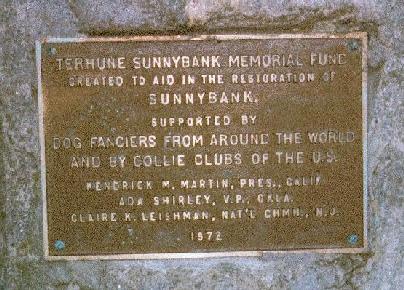 TERHUNE SUNNYBANK MEMORIAL FUND
CREATED TO AID IN THE RESTORATION OF
SUNNYBANK.
SUPPORTED BY
DOG FANCIERS FROM AROUND THE WORLD
AND BY COLLIE CLUBS OF THE U.S.
KENDRICK M. MARTIN, PRES., CALIF.
ADA SHIRLEY, V.P., OKLA.
CLAIRE K. LEISHMAN, NAT'L CHMN., N.J.
1972